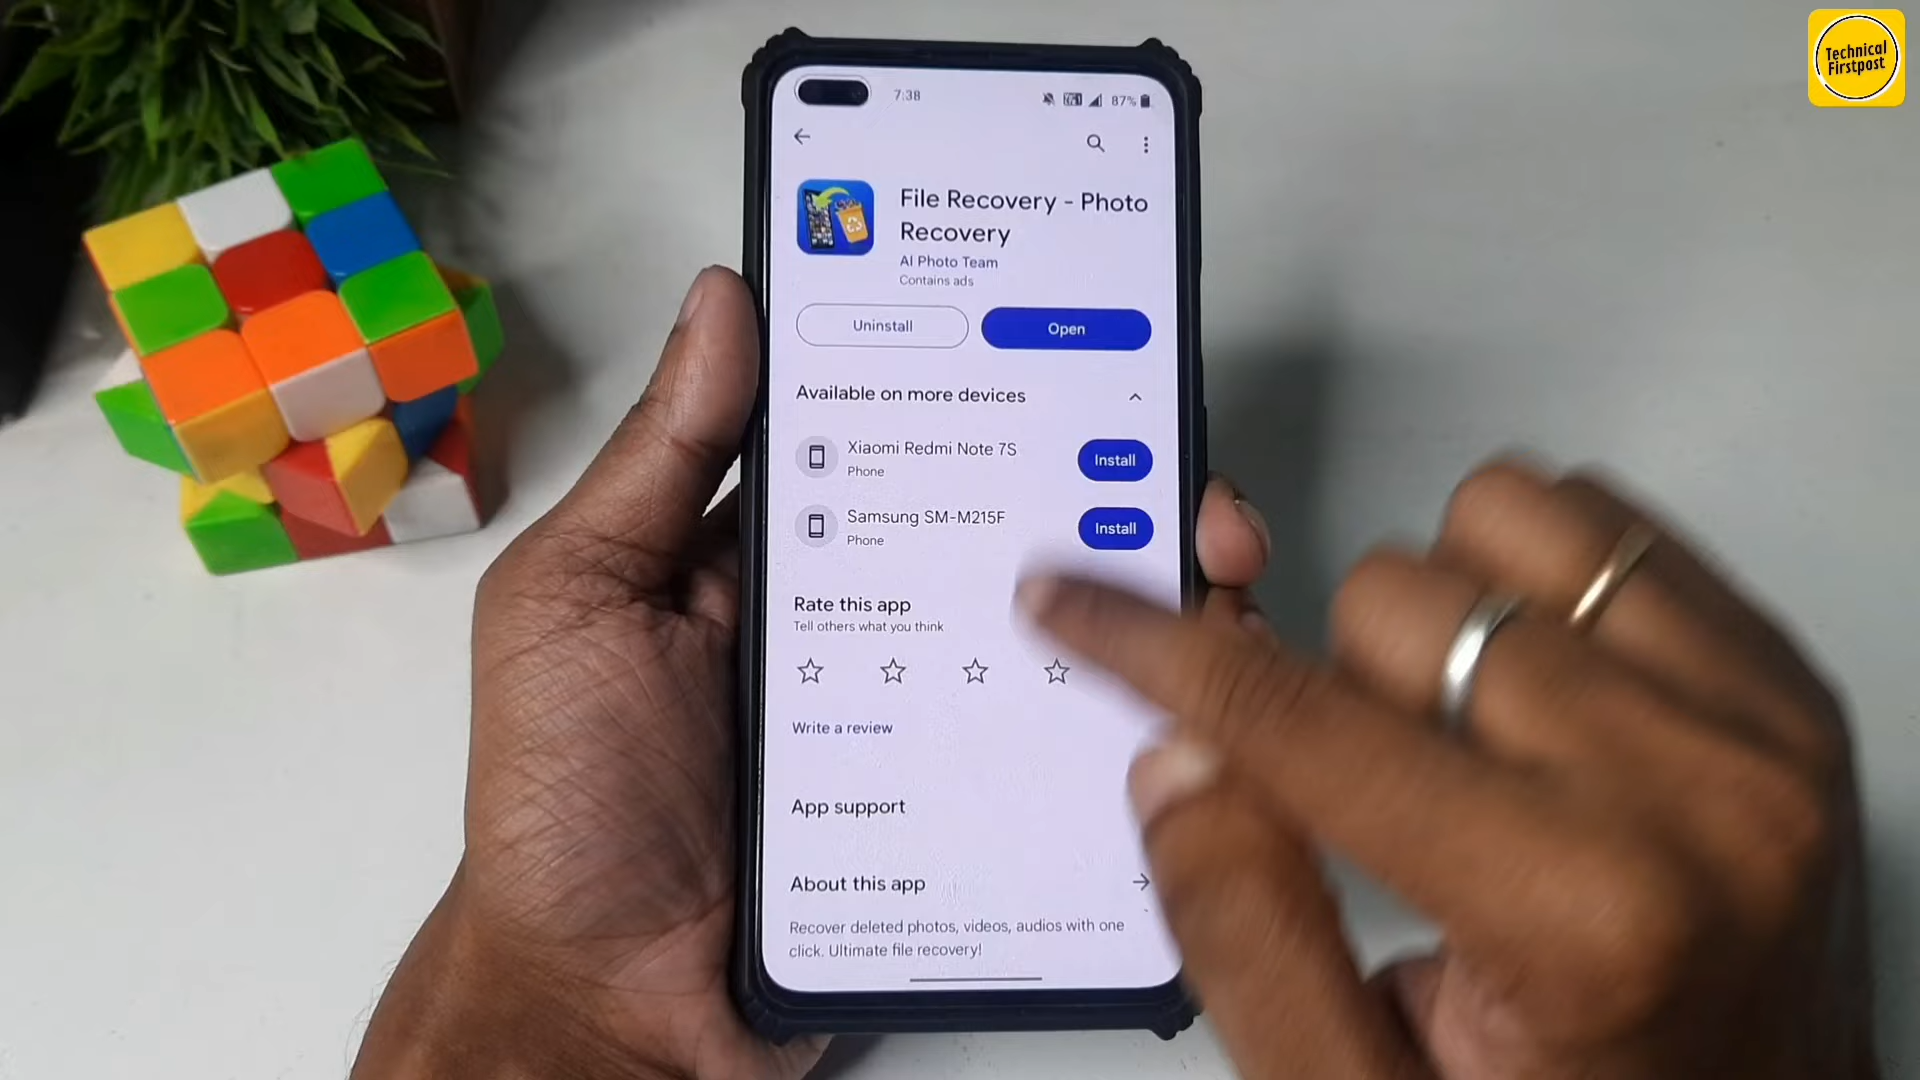 Technical
Firstpost
7:38
87%
File Recovery - Photo
Recovery
AI Photo Team
Contains ads
Uninstall
Open
Available on more devices
Xiaomi Redmi Note 7S
Phone
Install
Samsung SM-M215F
Phone
Install
Rate this app
Tell others what you think
Write a review
App support
About this app
Recover deleted photos, videos, audios with one
click. Ultimate file recovery!